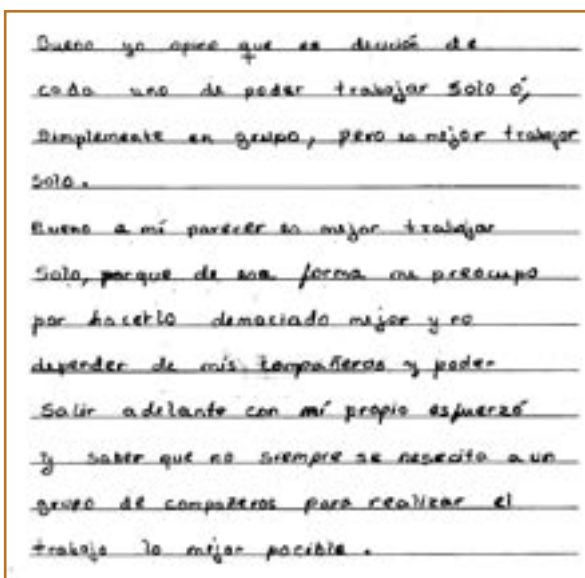 Bueno yo opino que es decisión de
cada uno de poder trabajar solo ó,
simplemente en grupo, pero es mejor trabajar
solo.
Bueno a mí parecer es mejor trabajar
Solo, porque de esa forma me preocupo
por hacerlo demaciado mejor y no
depender de mis compañeros y poder
Salir adelante con mí propio esfuerzó
y saber que no siempre se nesecita a un
grupo de compañeros para realizar el
trabajo lo mejor pocible.